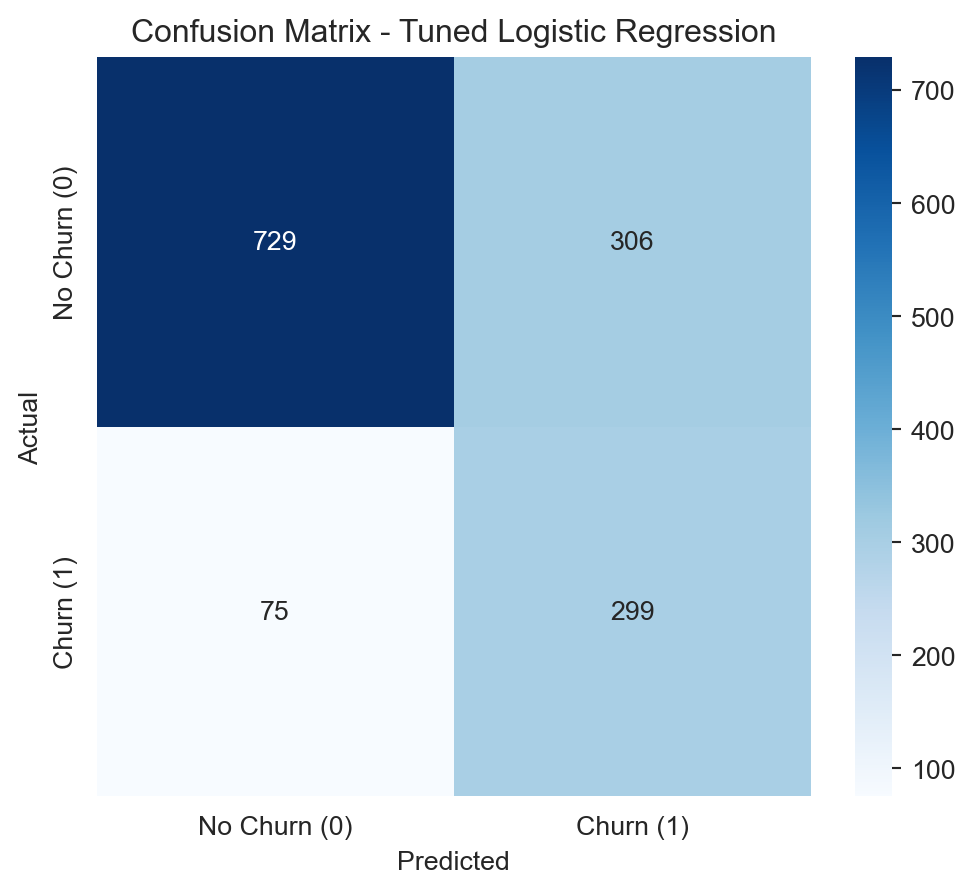 Confusion Matrix - Tuned Logistic Regression
No Churn (0)
Churn (1)
Actual
729
306
75
299
No Churn (0)
Churn (1)
Predicted
700
600
500
400
300
200
100